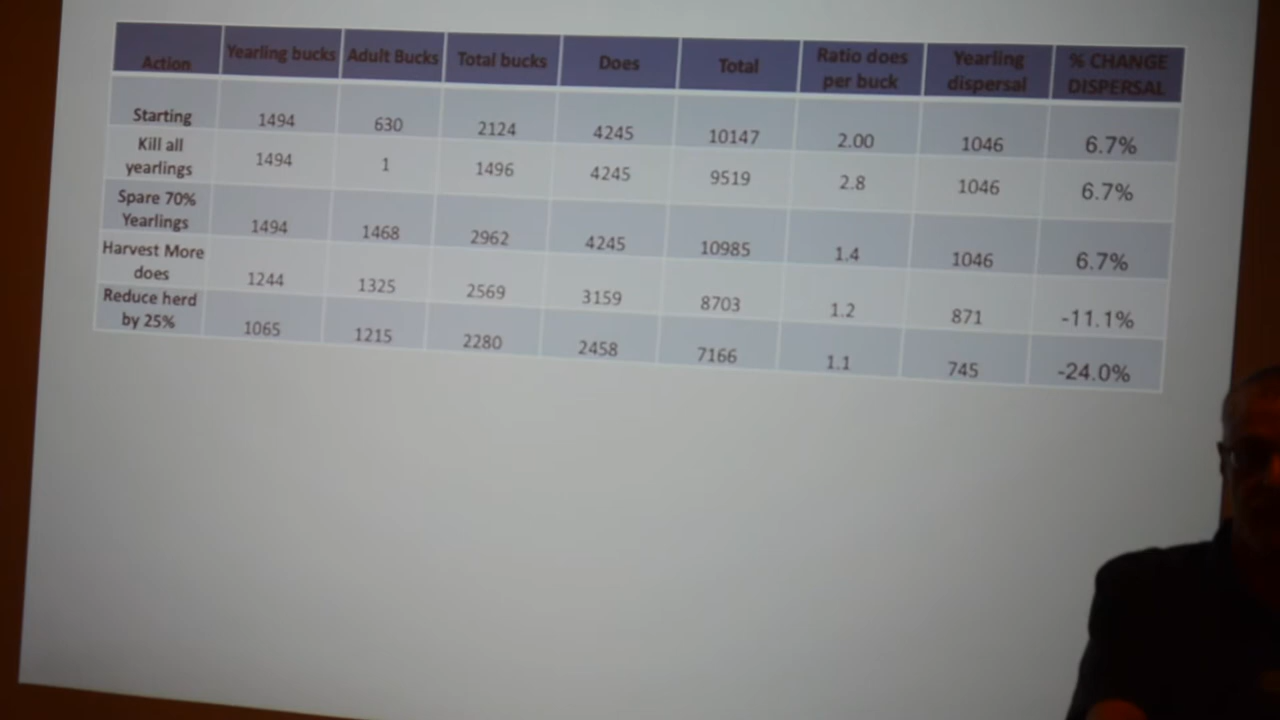 Action Yearling bucks Adult Bucks Total bucks Does Total Ratio does per buck Yearling dispersal % CHANGE DISPERSAL
Starting 1494 630 2124 4245 10147 2.00 1046 6.7%
Kill all yearlings 1494 1 1496 4245 9519 2.8 1046 6.7%
Spare 70% Yearlings 1494 1468 2962 4245 10985 1.4 1046 6.7%
Harvest More does 1244 1325 2569 3159 8703 1.2 871 -11.1%
Reduce herd by 25% 1065 1215 2280 2458 7166 1.1 745 -24.0%